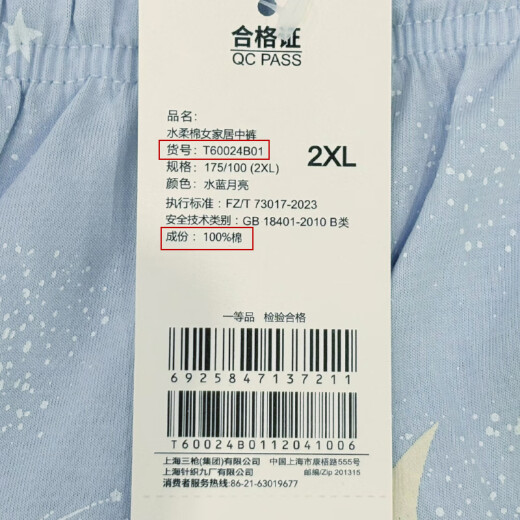 合格证
QC PASS
品名:
水柔棉女家居中裤
货号: T60024B01
2XL
规格: 175/100 (2XL)
颜色: 水蓝月亮
执行标准: FZ/T 73017-2023
安全技术类别: GB 18401-2010 B类
成份: 100%棉
一等品 检验合格
6925847137211
T60024B0112041006
上海三枪(集团)有限公司 中国上海市康梧路555号
上海针织九厂有限公司 邮编/Zip 201315
消费者服务热线:86-21-63019677